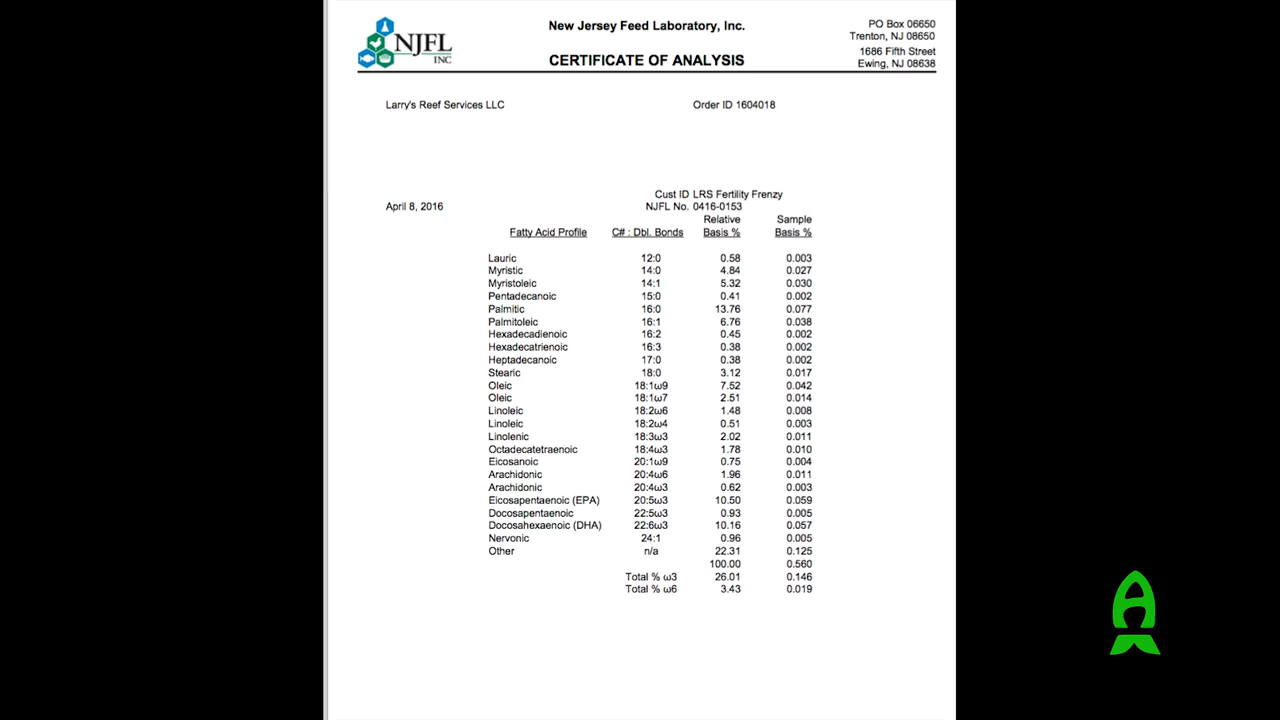 NJFL
INC
New Jersey Feed Laboratory, Inc.
CERTIFICATE OF ANALYSIS
PO Box 06650
Trenton, NJ 08650
1686 Fifth Street
Ewing, NJ 08638
Larry's Reef Services LLC Order ID 1604018
Cust ID LRS Fertility Frenzy
April 8, 2016 NJFL No. 0416-0153
Relative Sample
Fatty Acid Profile C# : Dbl. Bonds Basis % Basis %
Lauric 12:0 0.58 0.003
Myristic 14:0 4.84 0.027
Myristoleic 14:1 5.32 0.030
Pentadecanoic 15:0 0.41 0.002
Palmitic 16:0 13.76 0.077
Palmitoleic 16:1 6.76 0.038
Hexadecadienoic 16:2 0.45 0.002
Hexadecatrienoic 16:3 0.38 0.002
Heptadecanoic 17:0 0.38 0.002
Stearic 18:0 3.12 0.017
Oleic 18:1ω9 7.52 0.042
Oleic 18:1ω7 2.51 0.014
Linoleic 18:2ω6 1.48 0.008
Linoleic 18:2ω4 0.51 0.003
Linolenic 18:3ω3 2.02 0.011
Octadecatetraenoic 18:4ω3 1.78 0.010
Eicosanoic 20:1ω9 0.75 0.004
Arachidonic 20:4ω6 1.96 0.011
Arachidonic 20:4ω3 0.62 0.003
Eicosapentaenoic (EPA) 20:5ω3 10.50 0.059
Docosapentaenoic 22:5ω3 0.93 0.005
Docosahexaenoic (DHA) 22:6ω3 10.16 0.057
Nervonic 24:1 0.96 0.005
Other n/a 22.31 0.125
100.00 0.560
Total % ω3 26.01 0.146
Total % ω6 3.43 0.019